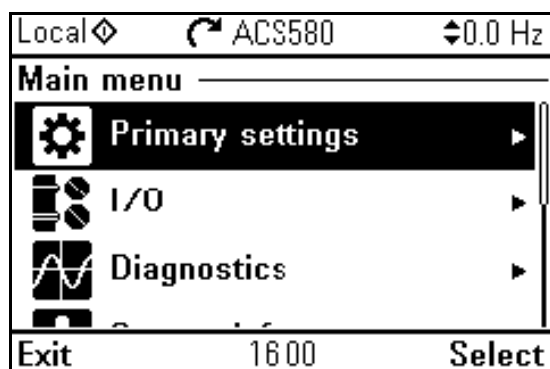 Local ACS580 0.0 Hz
Main menu
Primary settings
I/O
Diagnostics
Exit 16:00 Select